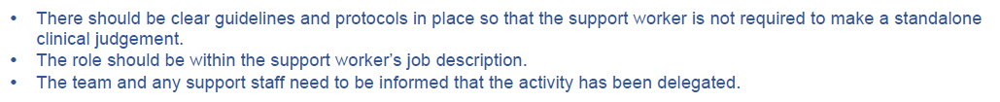 • There should be clear guidelines and protocols in place so that the support worker is not required to make a standalone
clinical judgement.
• The role should be within the support worker's job description.
• The team and any support staff need to be informed that the activity has been delegated.